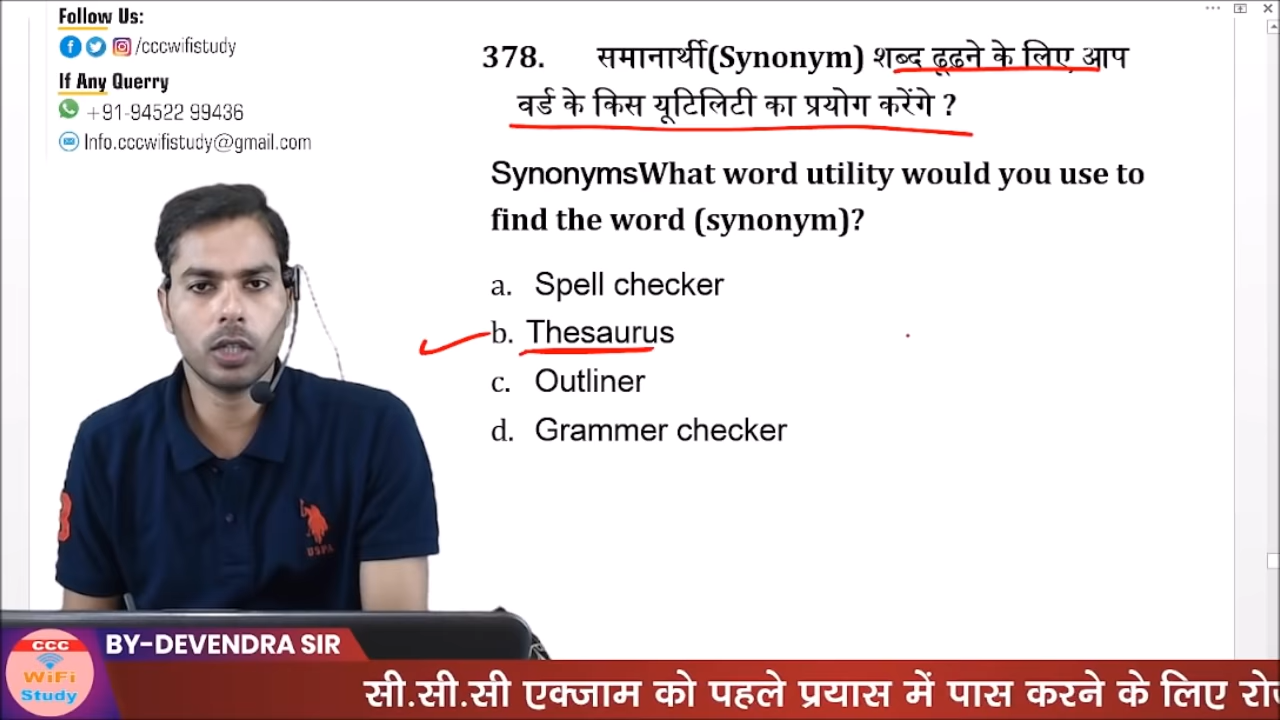 Follow Us:
/cccwifistudy
If Any Querry
+91-94522 99436
Info.cccwifistudy@gmail.com
378. समानार्थी(Synonym) शब्द ढूढने के लिए आप
वर्ड के किस यूटिलिटी का प्रयोग करेंगे ?
SynonymsWhat word utility would you use to
find the word (synonym)?
a. Spell checker
b. Thesaurus
c. Outliner
d. Grammer checker
USPA
CCC
WiFi
Study
BY-DEVENDRA SIR
सी.सी.सी एक्जाम को पहले प्रयास में पास करने के लिए